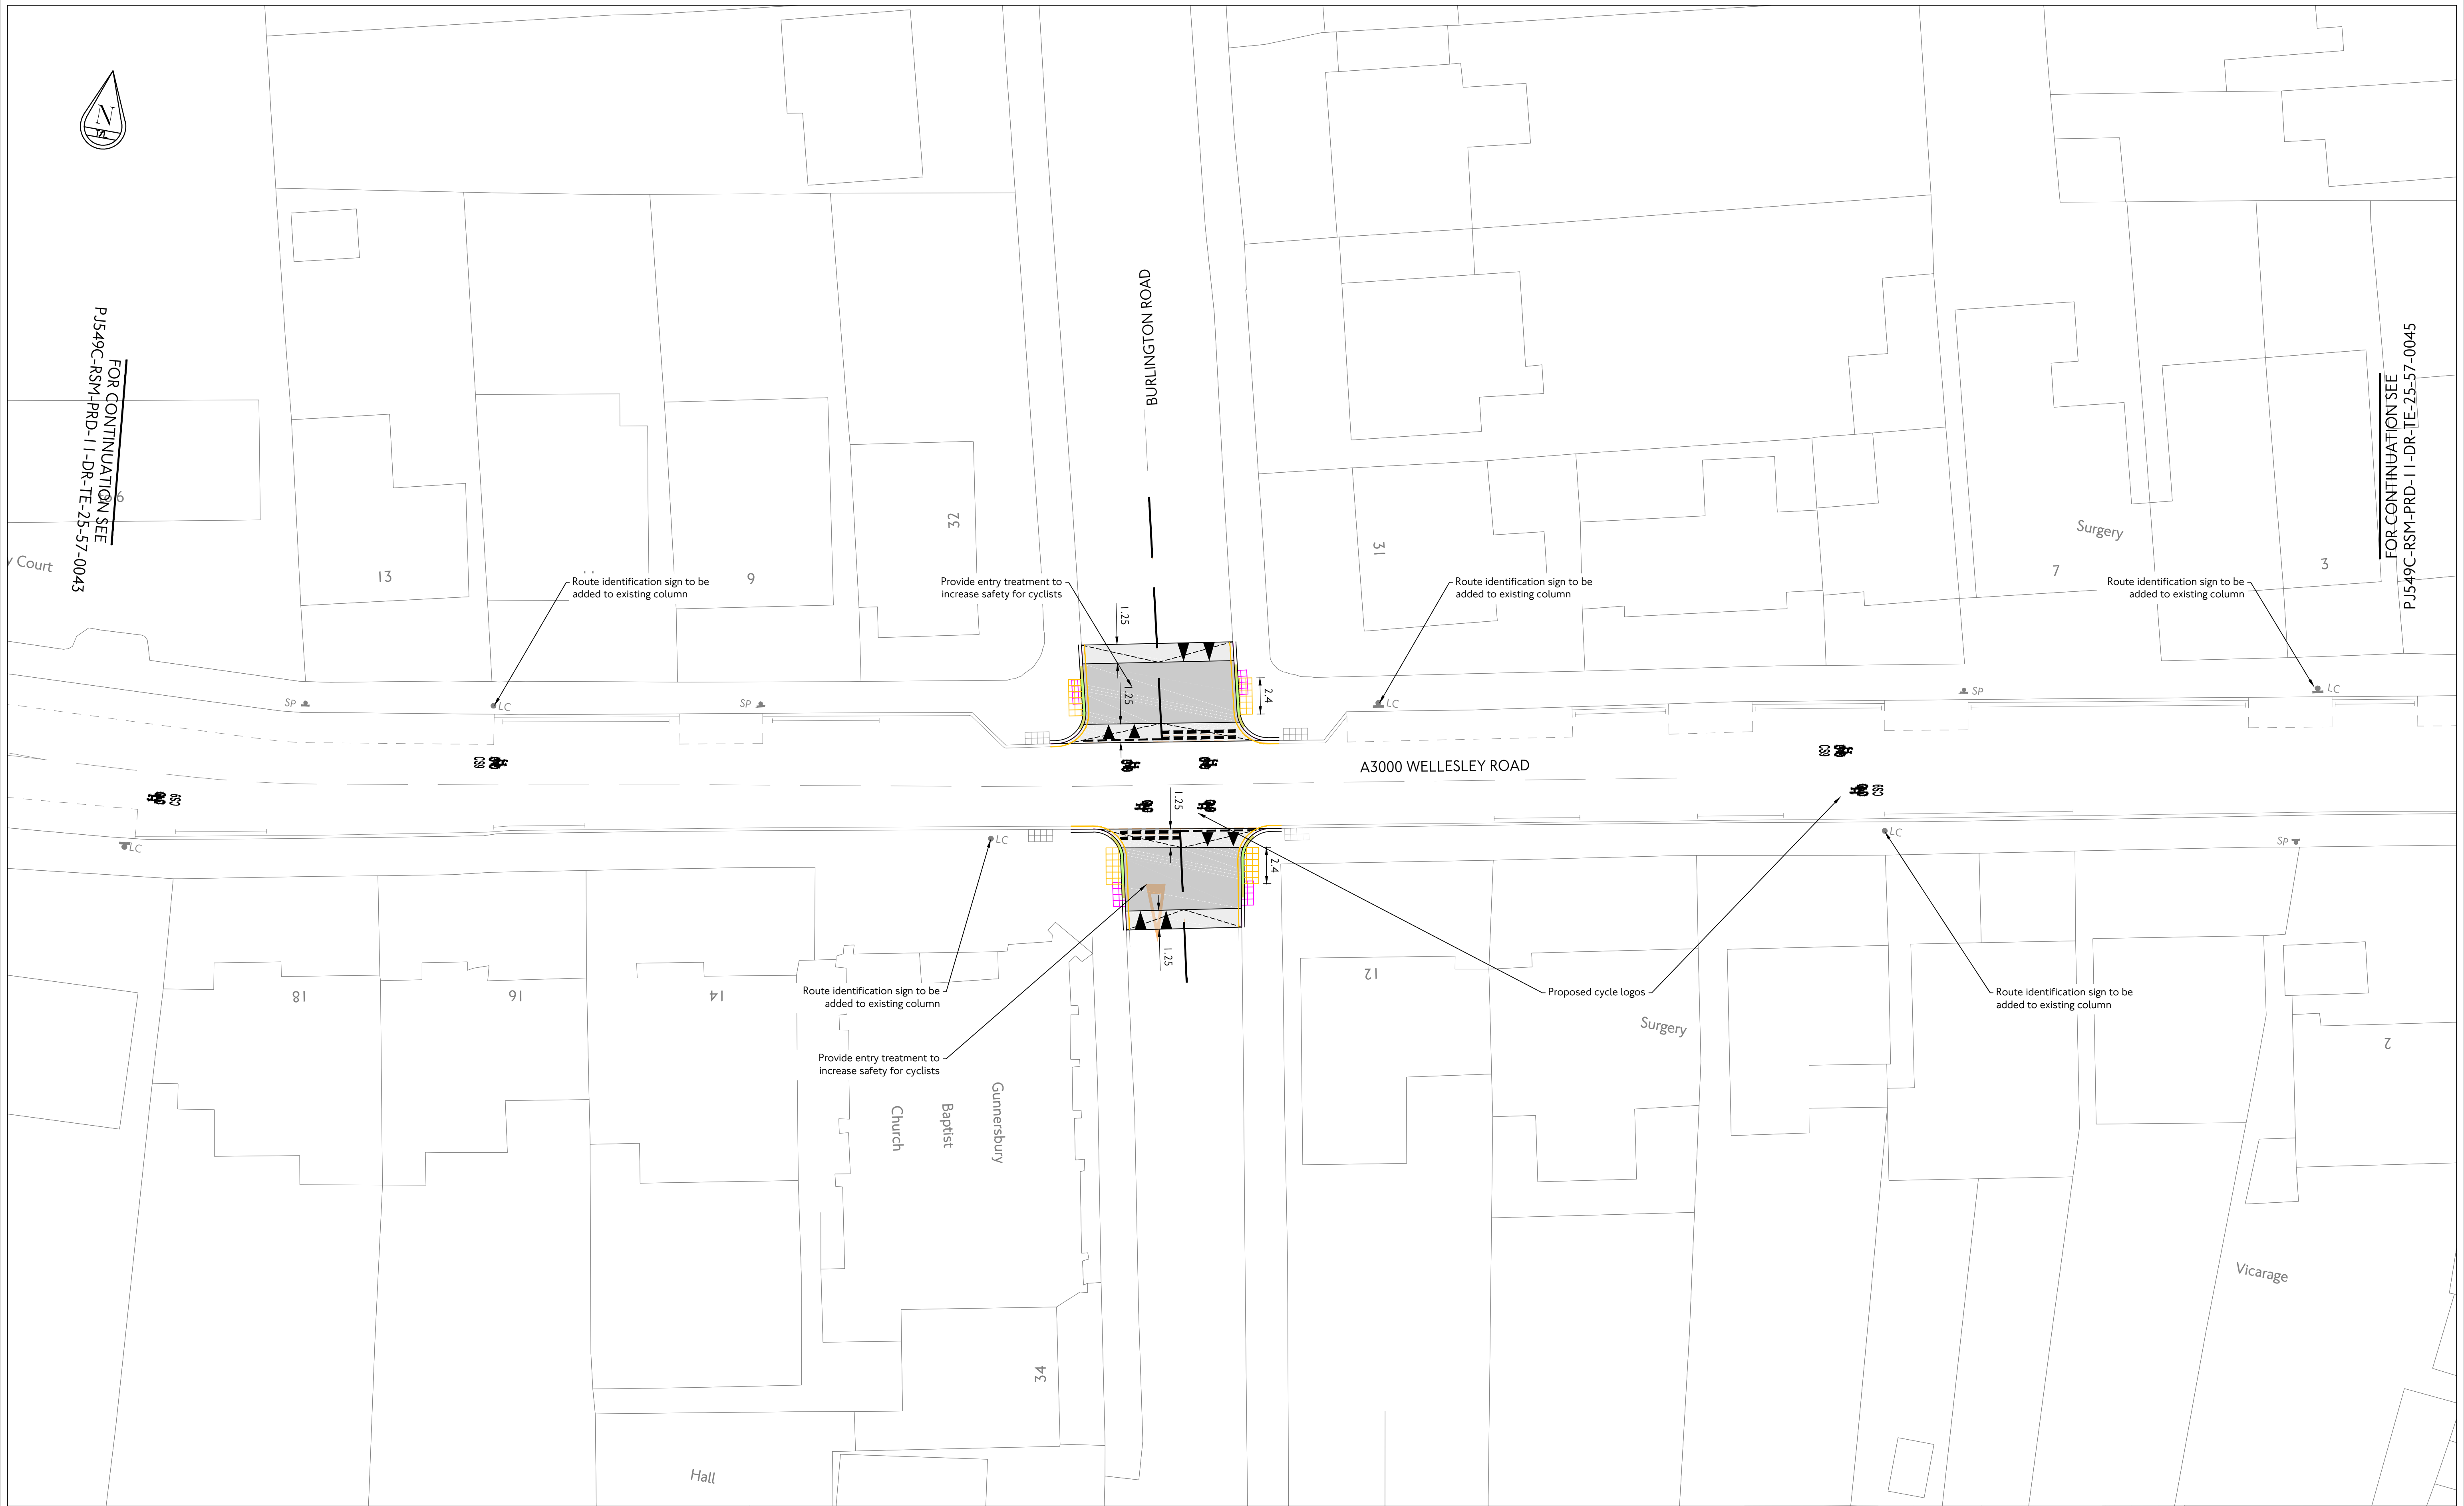 N
BURLINGTON ROAD
FOR CONTINUATION SEE
PJ549C-RSM-PRD-11-DR-TE-25-57-0043
FOR CONTINUATION SEE
PJ549C-RSM-PRD-11-DR-TE-25-57-0045
32
31
Surgery
7
3
y Court
13
9
Route identification sign to be
added to existing column
Provide entry treatment to
increase safety for cyclists
Route identification sign to be
added to existing column
Route identification sign to be
added to existing column
1.25
7.25
2.4
SP
LC
SP
LC
SP
LC
CS9
A3000 WELLESLEY ROAD
CS9
CS9
CS9
1.25
LC
LC
LC
SP
2.4
1.25
18
16
14
12
Route identification sign to be
added to existing column
Proposed cycle logos
Route identification sign to be
added to existing column
Surgery
2
Provide entry treatment to
increase safety for cyclists
Gunnersbury
Baptist
Church
Vicarage
34
Hall